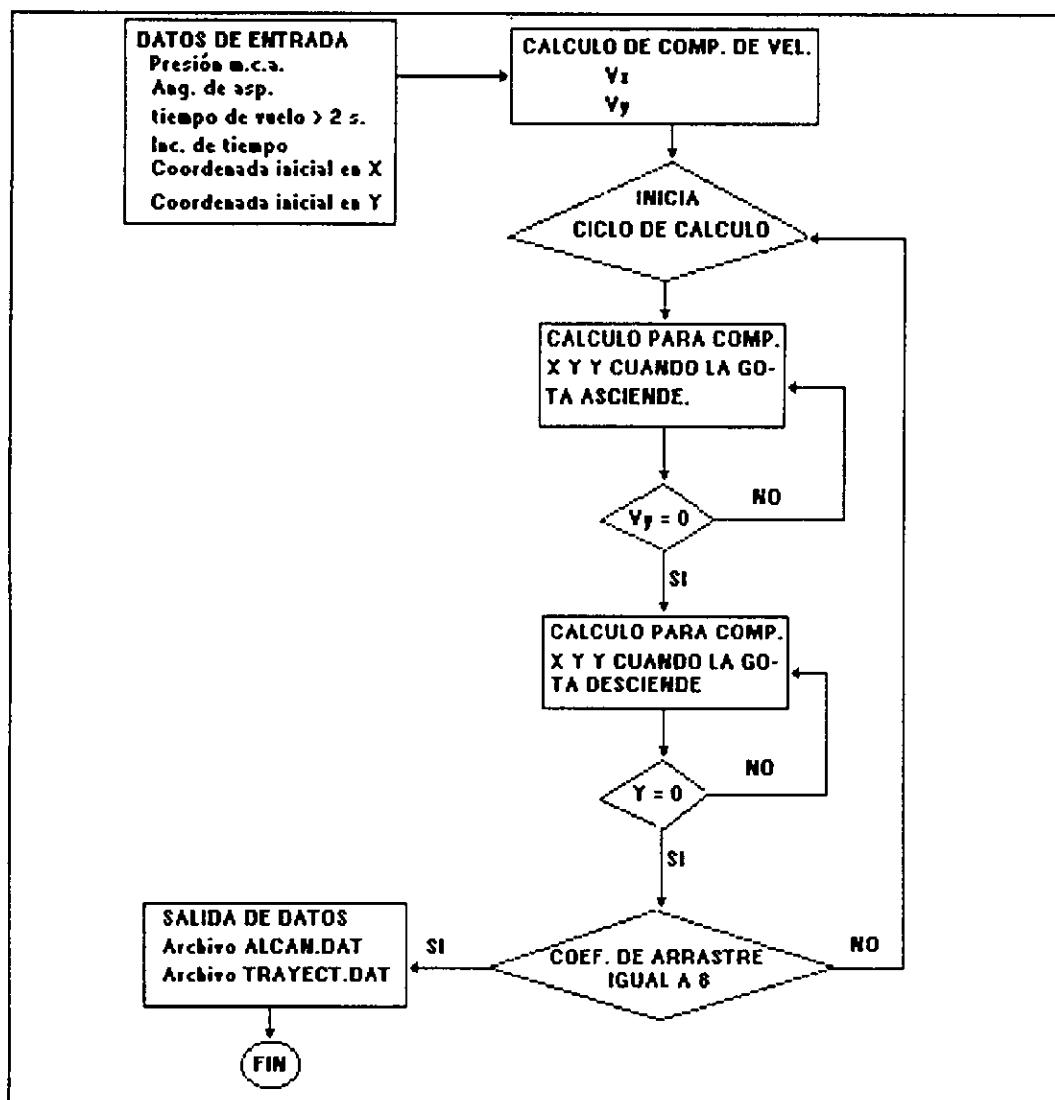 DATOS DE ENTRADA
Presión m.c.a.
Ang. de asp.
tiempo de vuelo > 2 s.
Inc. de tiempo
Coordenada inicial en X
Coordenada inicial en Y
CALCULO DE COMP. DE VEL.
Vx
Vy
INICIA
CICLO DE CALCULO
CALCULO PARA COMP.
X Y Y CUANDO LA GO-
TA ASCIENDE.
Vy = 0
NO
SI
CALCULO PARA COMP.
X Y Y CUANDO LA GO-
TA DESCIENDE
Y = 0
NO
SI
COEF. DE ARRASTRE
IGUAL A 8
NO
SI
SALIDA DE DATOS
Archivo ALCAN.DAT
Archivo TRAYECT.DAT
FIN